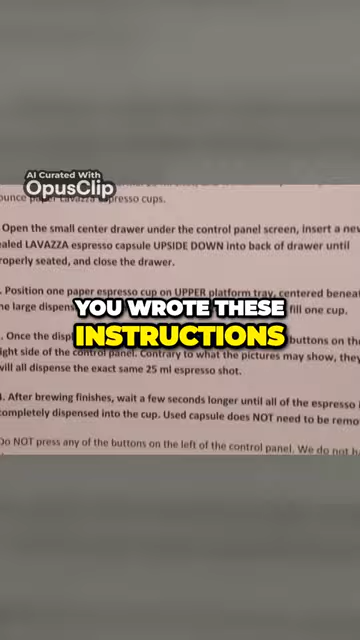 AI Curated With
OpusClip
ounce paper Lavazza espresso cups.
Open the small center drawer under the control panel screen, insert a new
ealed LAVAZZA espresso capsule UPSIDE DOWN into back of drawer until
roperly seated, and close the drawer.
. Position one paper espresso cup on UPPER platform tray, centered beneat
he large dispens
fill one cup.
YOU WROTE THESE
INSTRUCTIONS
. Once the disp
buttons on the
ight side of the control panel. Contrary to what the pictures may show, they
will all dispense the exact same 25 ml espresso shot.
4. After brewing finishes, wait a few seconds longer until all of the espresso i
completely dispensed into the cup. Used capsule does NOT need to be remo
Do NOT press any of the buttons on the left of the control panel. We do not h